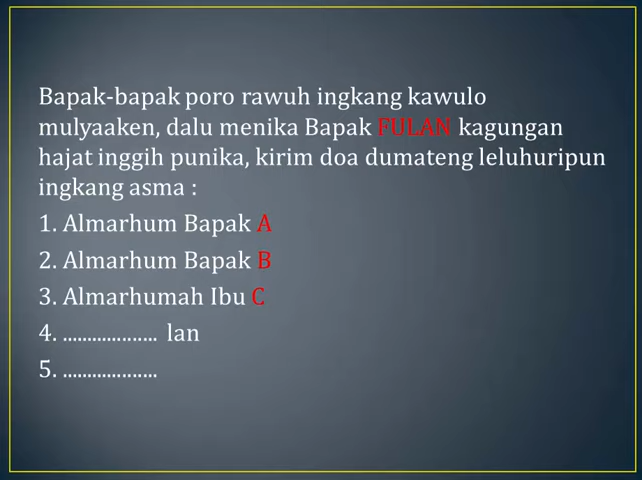 Bapak-bapak poro rawuh ingkang kawulo
mulyaaken, dalu menika Bapak FULAN kagungan
hajat inggih punika, kirim doa dumateng leluhuripun
ingkang asma :
1. Almarhum Bapak A
2. Almarhum Bapak B
3. Almarhumah Ibu C
4. ................... lan
5. ...................